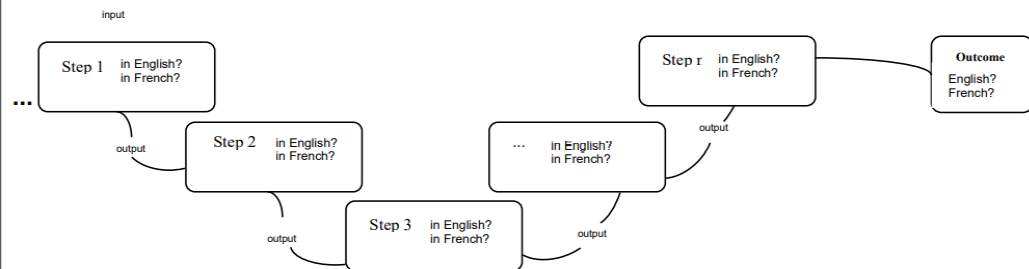 input
Step 1
in English?
in French?
...
output
Step 2
in English?
in French?
output
Step 3
in English?
in French?
output
...
in English?
in French?
output
Step r
in English?
in French?
Outcome
English?
French?